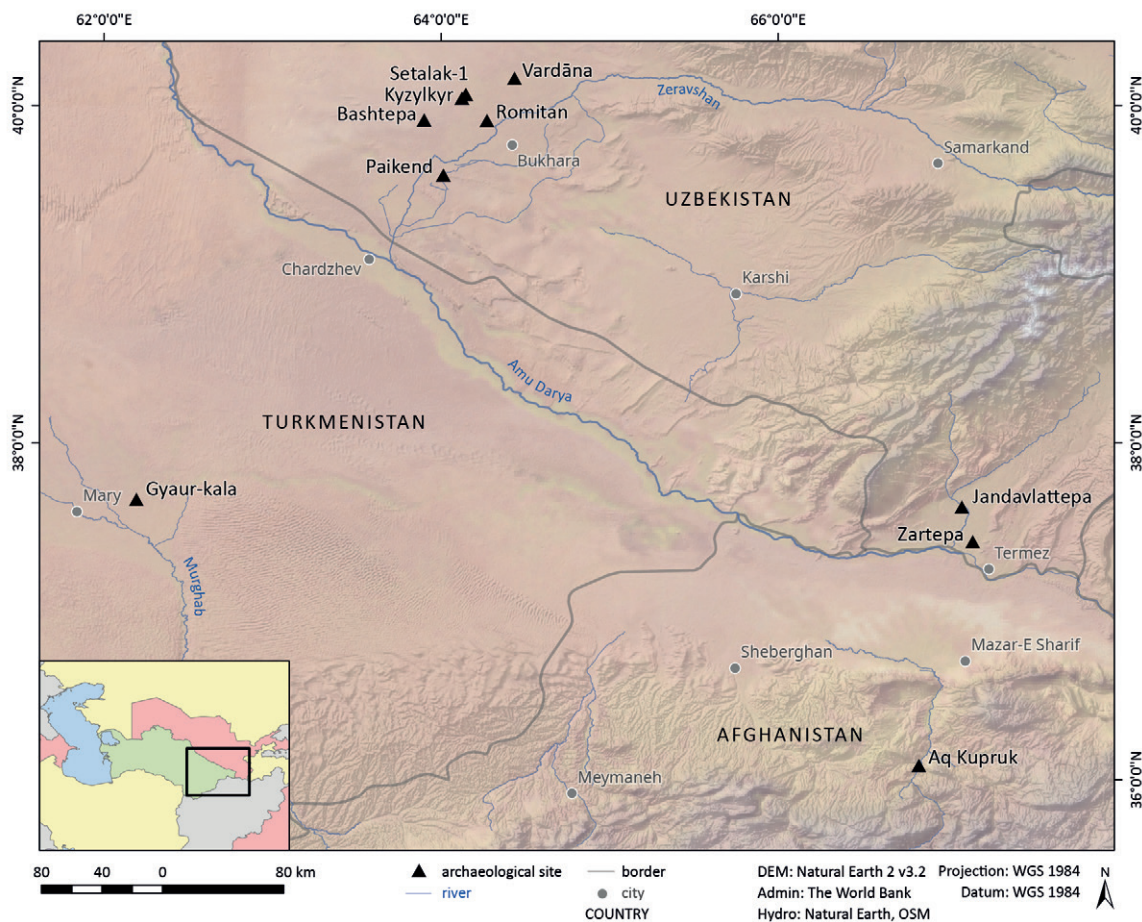 62°0'0"E
64°0'0"E
66°0'0"E
40°0'0"N
40°0'0"N
38°0'0"N
38°0'0"N
36°0'0"N
Setalak-1
Kyzylkyr
Vardāna
Bashtepa
Romitan
Zeravshan
Bukhara
Samarkand
Paikend
UZBEKISTAN
Chardzhev
Karshi
Amu Darya
TURKMENISTAN
Mary
Gyaur-kala
Jandavlattepa
Zartepa
Termez
Murghab
Sheberghan
Mazar-E Sharif
AFGHANISTAN
Aq Kupruk
Meymaneh
80 40 0 80 km
archaeological site
border
river
city
COUNTRY
DEM: Natural Earth 2 v3.2
Admin: The World Bank
Hydro: Natural Earth, OSM
Projection: WGS 1984
Datum: WGS 1984
N